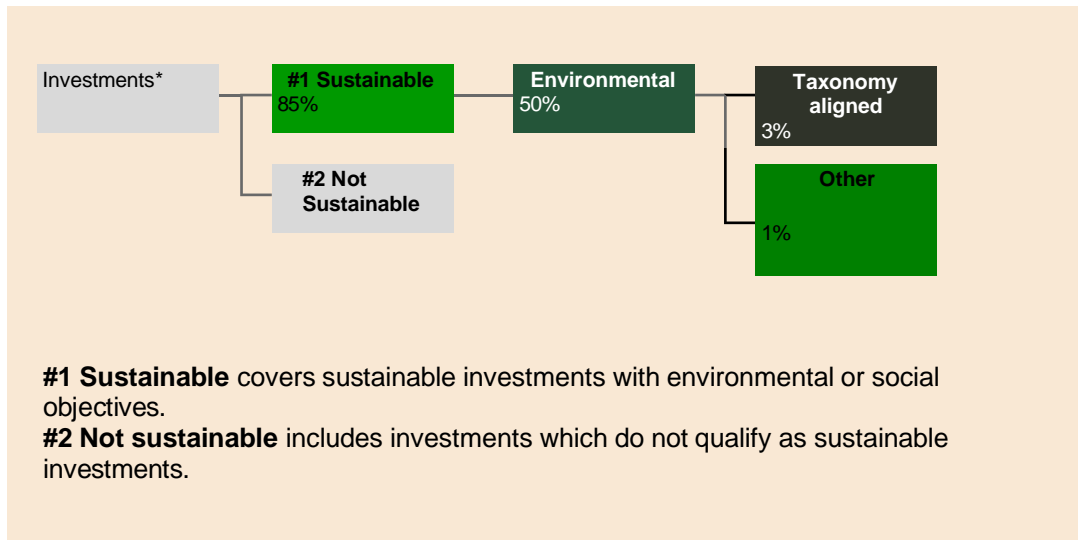 Investments*
#1 Sustainable
85%
Environmental
50%
Taxonomy
aligned
3%
#2 Not
Sustainable
Other
1%
#1 Sustainable covers sustainable investments with environmental or social
objectives.
#2 Not sustainable includes investments which do not qualify as sustainable
investments.